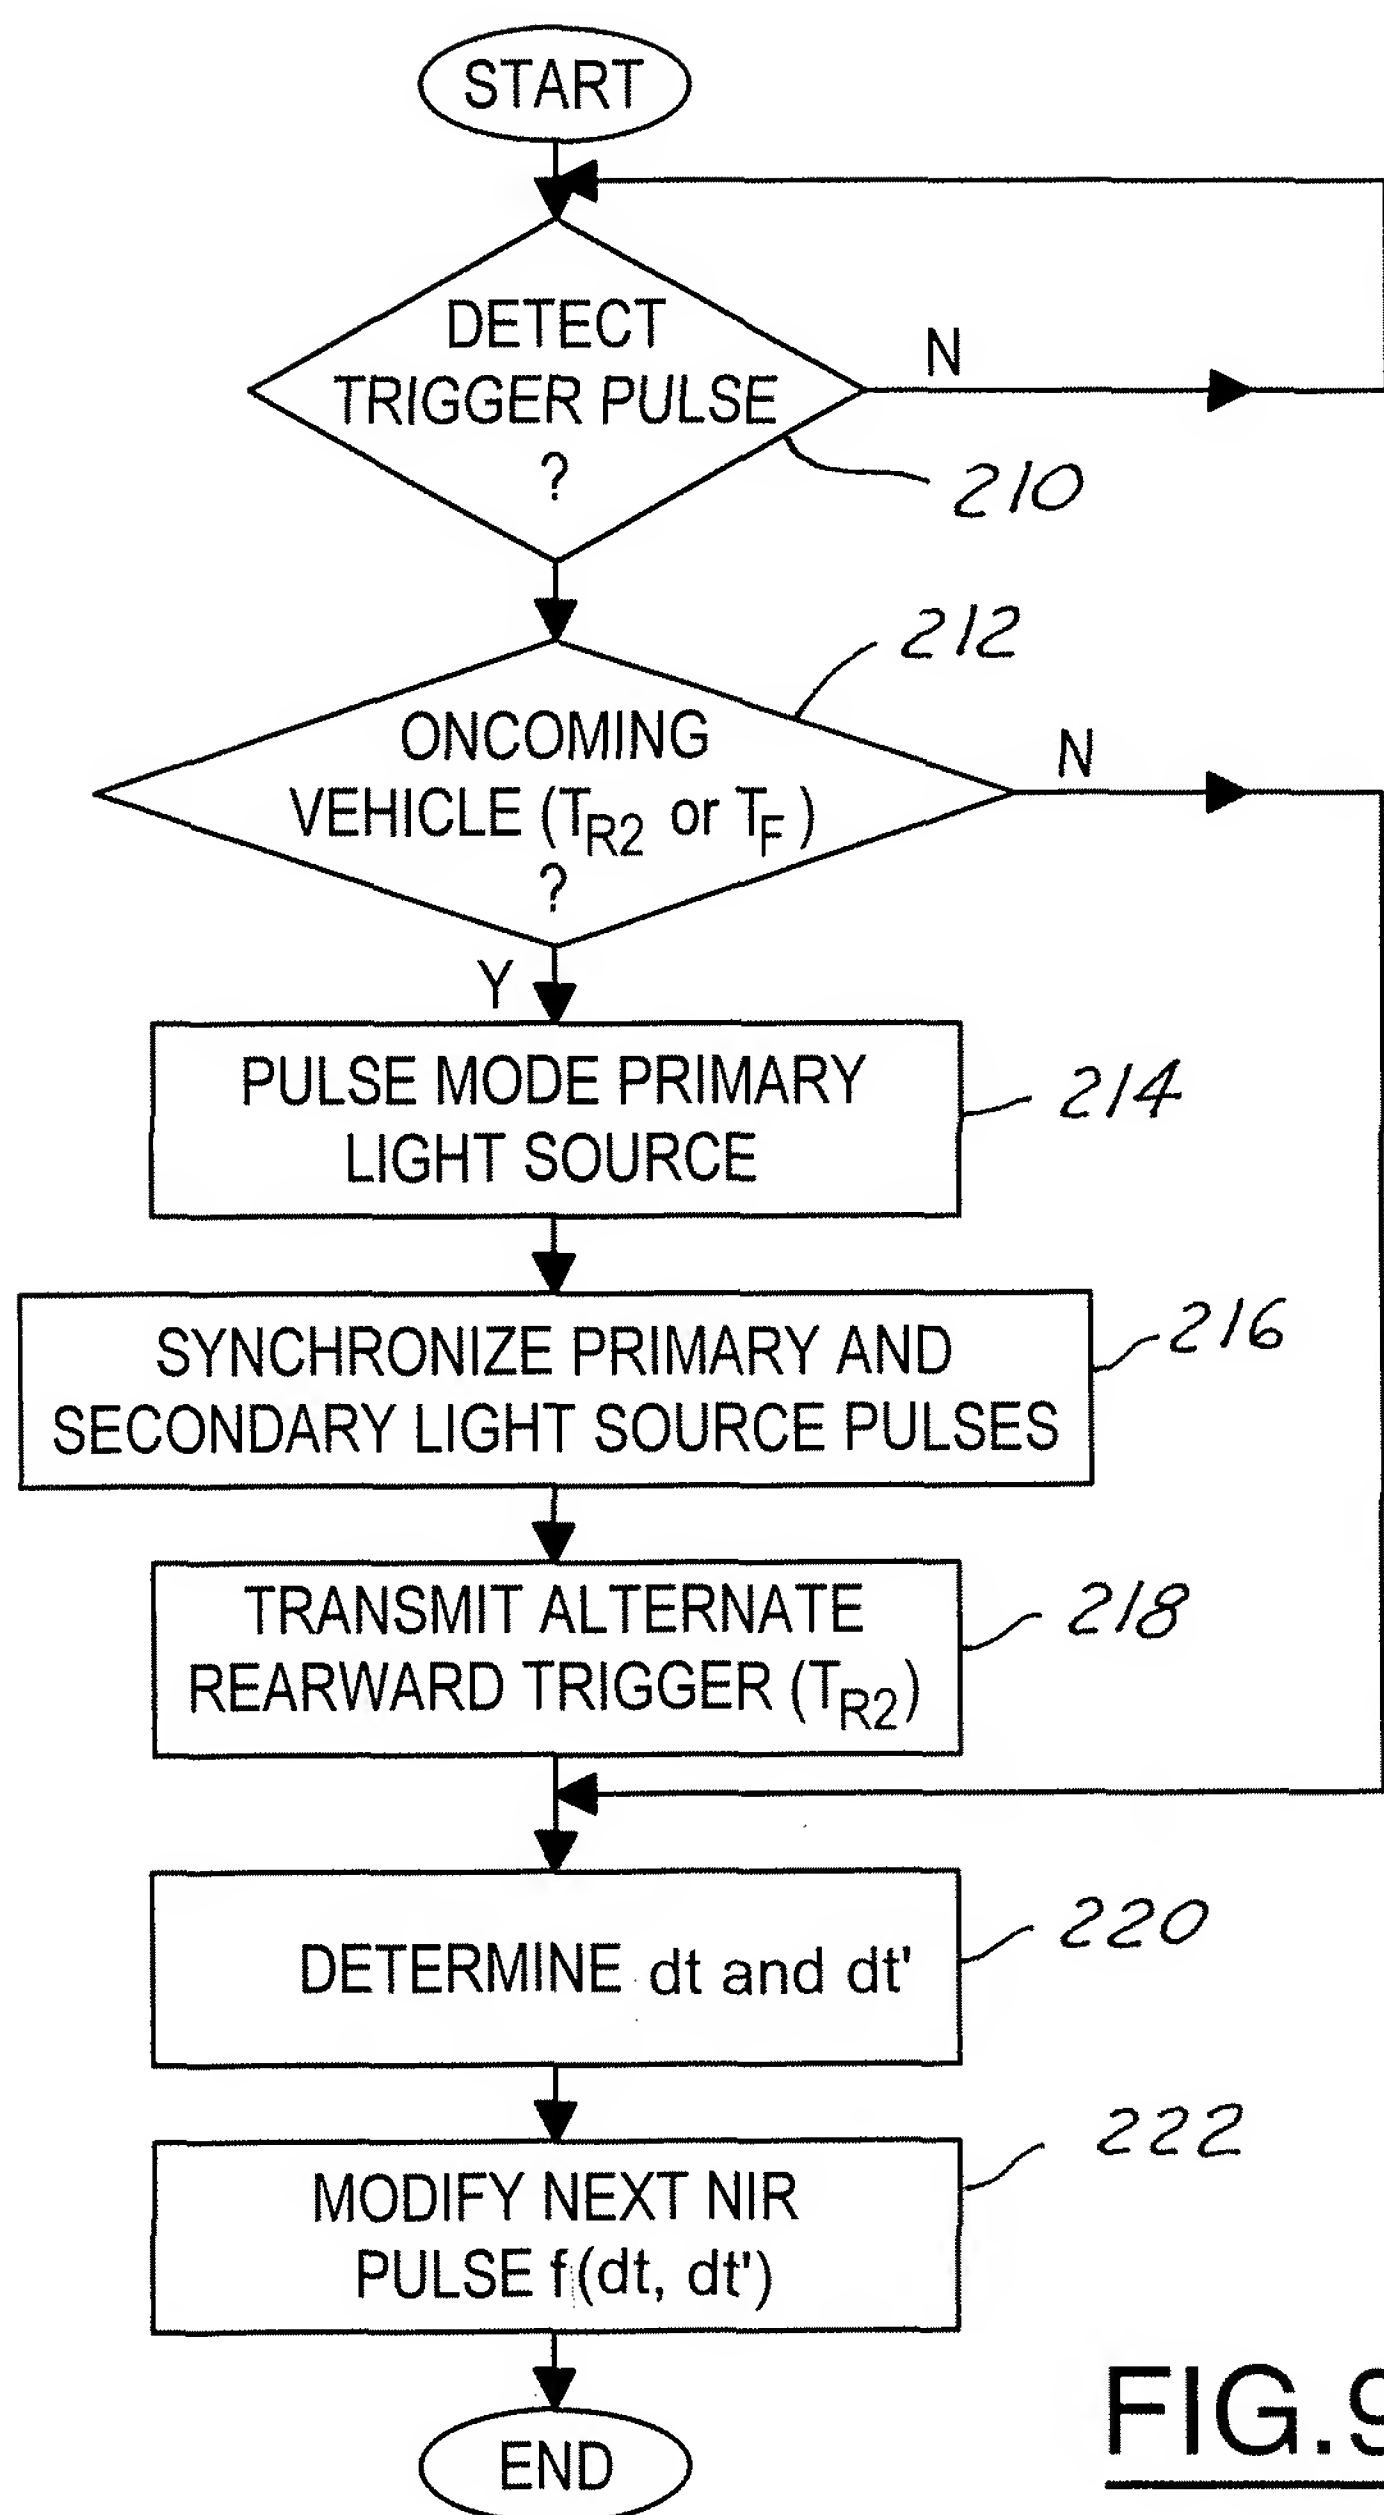 START
DETECT
TRIGGER PULSE
?
N
210
212
ONCOMING
VEHICLE (TR2 or TF)
?
N
Y
PULSE MODE PRIMARY
LIGHT SOURCE
214
SYNCHRONIZE PRIMARY AND
SECONDARY LIGHT SOURCE PULSES
216
TRANSMIT ALTERNATE
REARWARD TRIGGER (TR2)
218
DETERMINE dt and dt'
220
MODIFY NEXT NIR
PULSE f(dt, dt')
222
FIG.9
END